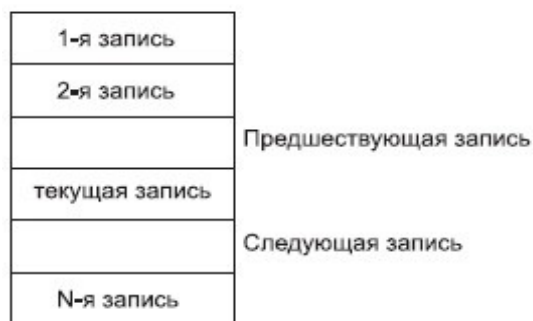 1-я запись
2-я запись
Предшествующая запись
текущая запись
Следующая запись
N-я запись